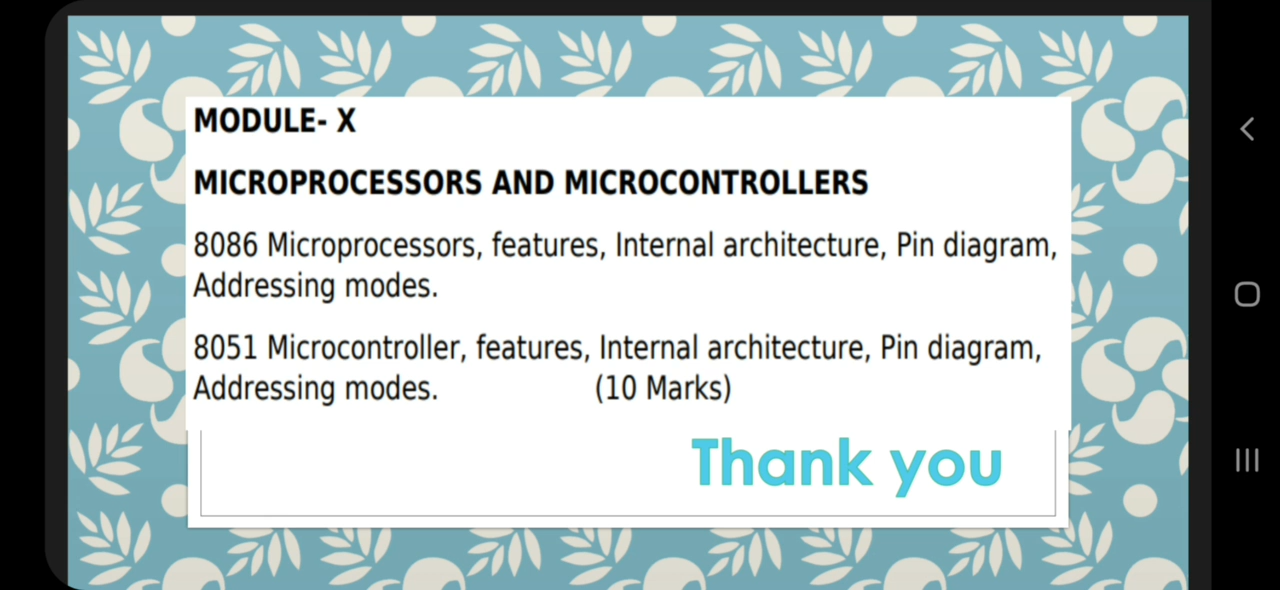 MODULE- X
MICROPROCESSORS AND MICROCONTROLLERS
8086 Microprocessors, features, Internal architecture, Pin diagram,
Addressing modes.
8051 Microcontroller, features, Internal architecture, Pin diagram,
Addressing modes. (10 Marks)
Thank you